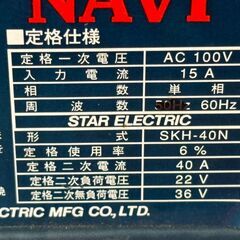 NAVI
■定格仕様
定格一次電圧 AC 100V
入力電流 15 A
相数 単相
周波数 50Hz 60Hz
STAR ELECTRIC
形式 SKH-40N
定格使用率 6 %
定格二次電流 40 A
定格二次負荷電圧 22 V
定格二次無負荷電圧 36 V
CTRIC MFG CO., LTD.